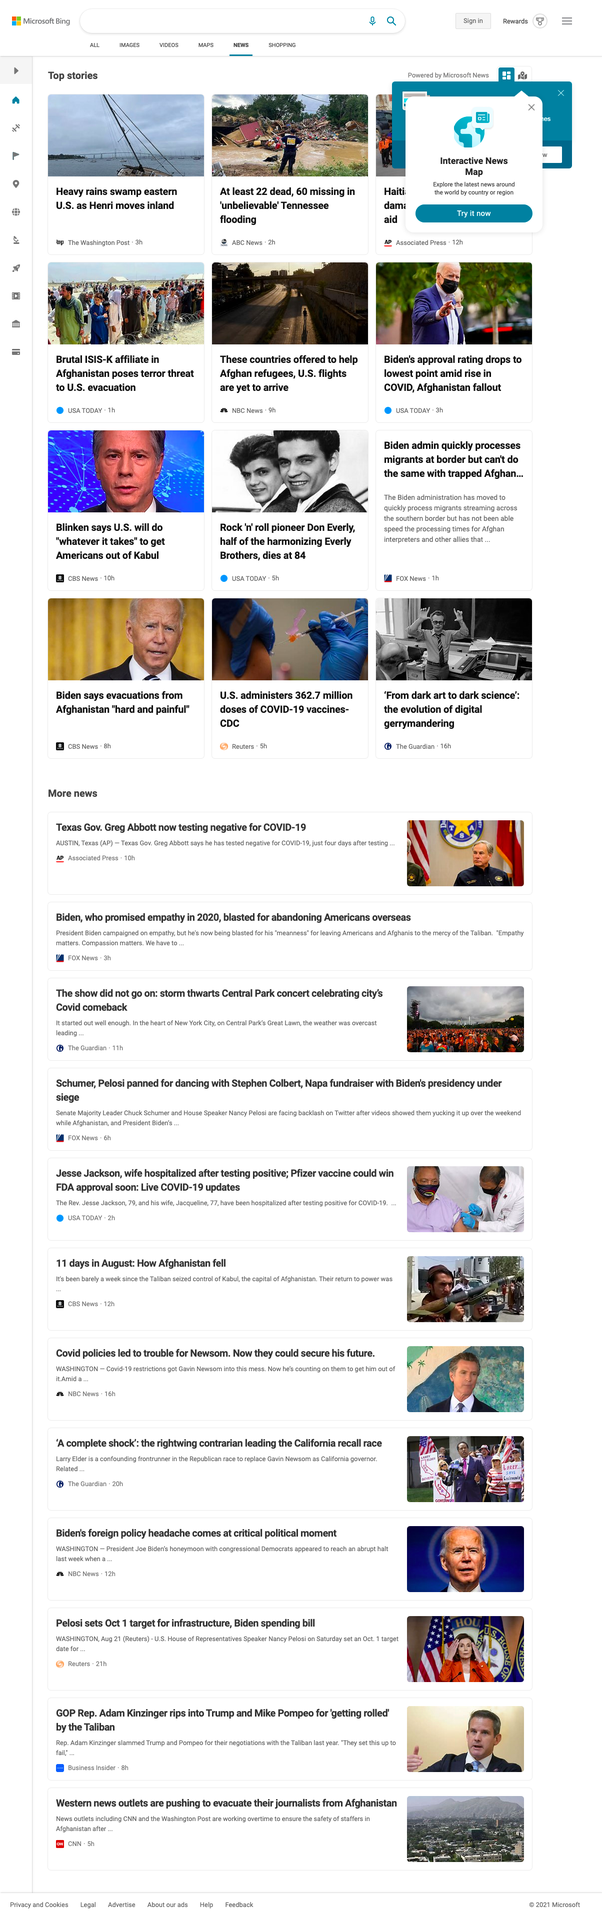 Microsoft Bing
Sign in
Rewards
ALL
IMAGES
VIDEOS
MAPS
NEWS
SHOPPING
Top stories
Powered by Microsoft News
Interactive News
Map
Explore the latest news around
the world by country or region
Try it now
Heavy rains swamp eastern
U.S. as Henri moves inland
The Washington Post · 3h
At least 22 dead, 60 missing in
'unbelievable' Tennessee
flooding
ABC News · 2h
Haiti
dama
aid
Associated Press · 12h
Brutal ISIS-K affiliate in
Afghanistan poses terror threat
to U.S. evacuation
USA TODAY · 1h
These countries offered to help
Afghan refugees, U.S. flights
are yet to arrive
NBC News · 9h
Biden's approval rating drops to
lowest point amid rise in
COVID, Afghanistan fallout
USA TODAY · 3h
Blinken says U.S. will do
"whatever it takes" to get
Americans out of Kabul
CBS News · 10h
Rock 'n' roll pioneer Don Everly,
half of the harmonizing Everly
Brothers, dies at 84
USA TODAY · 5h
Biden admin quickly processes
migrants at border but can't do
the same with trapped Afghan...
The Biden administration has moved to
quickly process migrants streaming across
the southern border but has not been able
speed the processing times for Afghan
interpreters and other allies that ...
FOX News · 1h
Biden says evacuations from
Afghanistan "hard and painful"
CBS News · 8h
U.S. administers 362.7 million
doses of COVID-19 vaccines-
CDC
Reuters · 5h
'From dark art to dark science':
the evolution of digital
gerrymandering
The Guardian · 16h
More news
Texas Gov. Greg Abbott now testing negative for COVID-19
AUSTIN, Texas (AP) — Texas Gov. Greg Abbott says he has tested negative for COVID-19, just four days after testing ...
AP Associated Press · 10h
Biden, who promised empathy in 2020, blasted for abandoning Americans overseas
President Biden campaigned on empathy, but he's now being blasted for his "meanness" for leaving Americans and Afghanis to the mercy of the Taliban. "Empathy
matters. Compassion matters. We have to ...
FOX News · 3h
The show did not go on: storm thwarts Central Park concert celebrating city's
Covid comeback
It started out well enough. In the heart of New York City, on Central Park's Great Lawn, the weather was overcast
leading ...
The Guardian · 11h
Schumer, Pelosi panned for dancing with Stephen Colbert, Napa fundraiser with Biden's presidency under
siege
Senate Majority Leader Chuck Schumer and House Speaker Nancy Pelosi are facing backlash on Twitter after videos showed them yucking it up over the weekend
while Afghanistan, and President Biden's ...
FOX News · 6h
Jesse Jackson, wife hospitalized after testing positive; Pfizer vaccine could win
FDA approval soon: Live COVID-19 updates
The Rev. Jesse Jackson, 79, and his wife, Jacqueline, 77, have been hospitalized after testing positive for COVID-19. ...
USA TODAY · 2h
11 days in August: How Afghanistan fell
It's been barely a week since the Taliban seized control of Kabul, the capital of Afghanistan. Their return to power was
...
CBS News · 12h
Covid policies led to trouble for Newsom. Now they could secure his future.
WASHINGTON — Covid-19 restrictions got Gavin Newsom into this mess. Now he's counting on them to get him out of
it.Amid a ...
NBC News · 16h
'A complete shock': the rightwing contrarian leading the California recall race
Larry Elder is a confounding frontrunner in the Republican race to replace Gavin Newsom as California governor.
Related ...
The Guardian · 20h
Biden's foreign policy headache comes at critical political moment
WASHINGTON — President Joe Biden's honeymoon with congressional Democrats appeared to reach an abrupt halt
last week when a ...
NBC News · 12h
Pelosi sets Oct 1 target for infrastructure, Biden spending bill
WASHINGTON, Aug 21 (Reuters) - U.S. House of Representatives Speaker Nancy Pelosi on Saturday set an Oct. 1 target
date for ...
Reuters · 21h
GOP Rep. Adam Kinzinger rips into Trump and Mike Pompeo for 'getting rolled'
by the Taliban
Rep. Adam Kinzinger slammed Trump and Pompeo for their negotiations with the Taliban last year. "They set this up to
fail," ...
Business Insider · 8h
Western news outlets are pushing to evacuate their journalists from Afghanistan
News outlets including CNN and the Washington Post are working overtime to ensure the safety of staffers in
Afghanistan after ...
CNN · 5h
Privacy and Cookies
Legal
Advertise
About our ads
Help
Feedback
© 2021 Microsoft